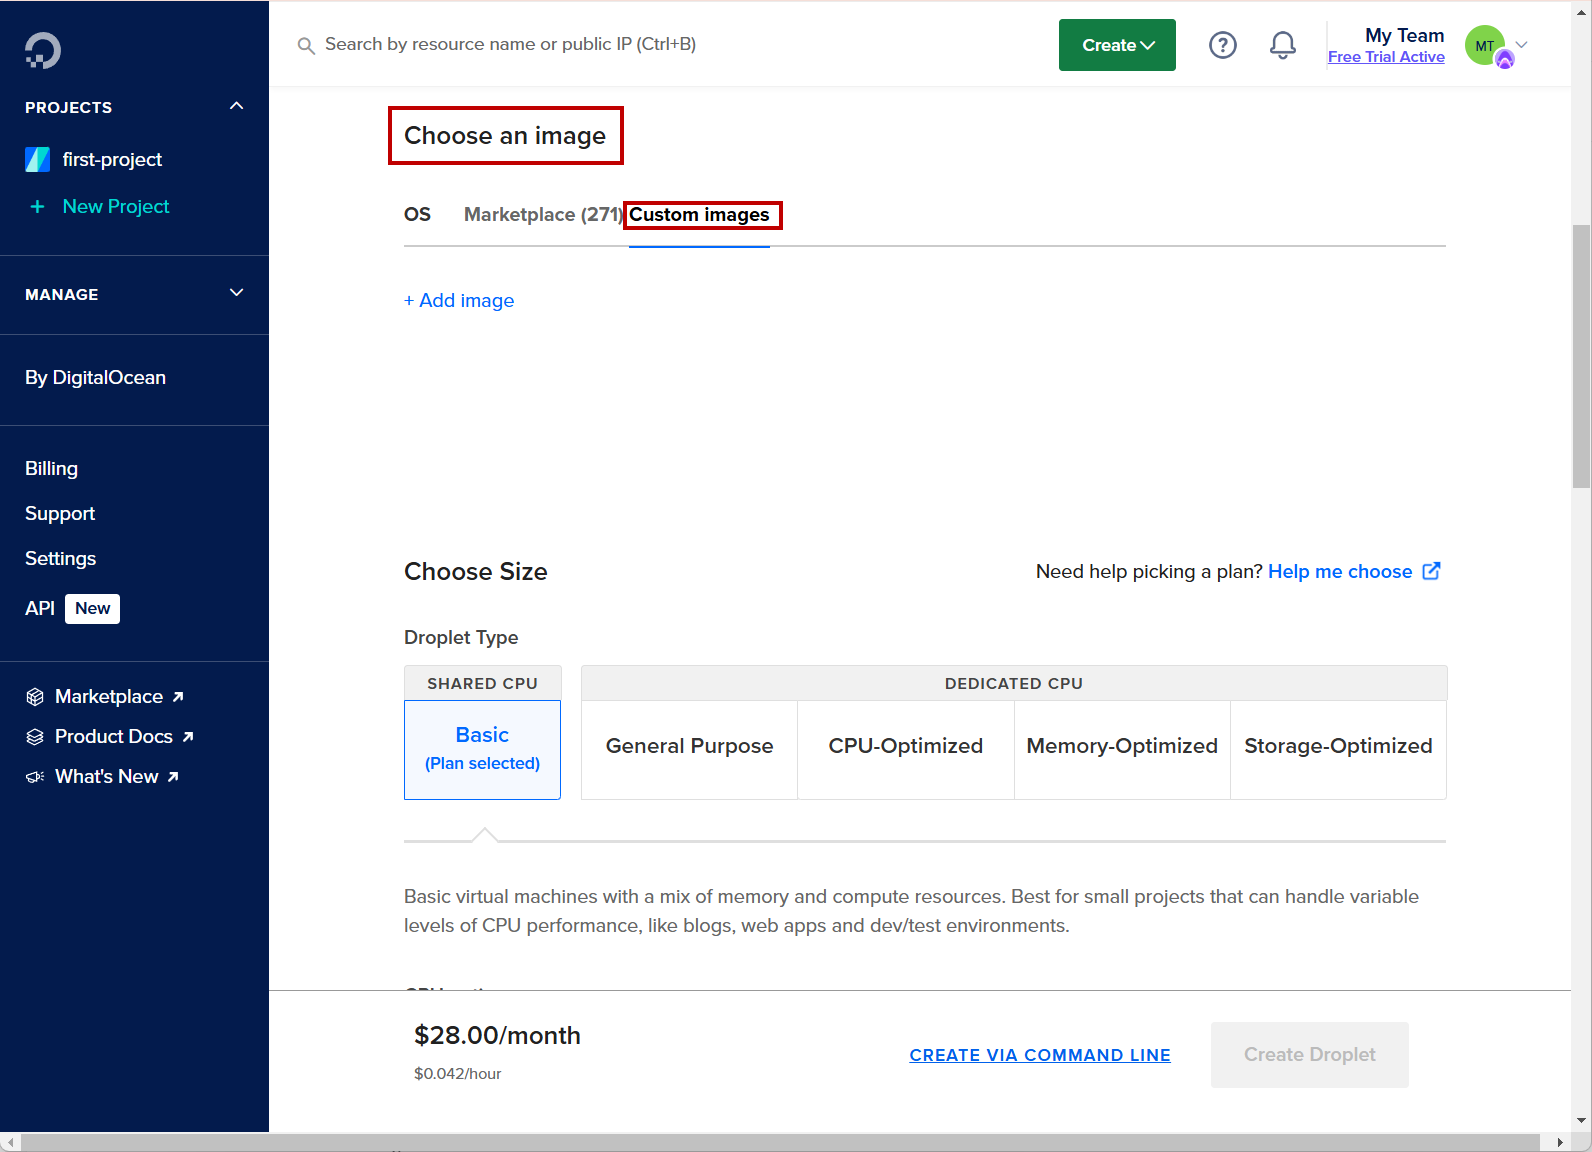 Search by resource name or public IP (Ctrl+B)
Create
?
My Team
Free Trial Active
MT
PROJECTS
first-project
+ New Project
MANAGE
By DigitalOcean
Billing
Support
Settings
API New
Marketplace
Product Docs
What's New
Choose an image
OS Marketplace (271) Custom images
+ Add image
Choose Size
Need help picking a plan? Help me choose
Droplet Type
SHARED CPU
DEDICATED CPU
Basic
(Plan selected)
General Purpose
CPU-Optimized
Memory-Optimized
Storage-Optimized
Basic virtual machines with a mix of memory and compute resources. Best for small projects that can handle variable
levels of CPU performance, like blogs, web apps and dev/test environments.
$28.00/month
$0.042/hour
CREATE VIA COMMAND LINE
Create Droplet